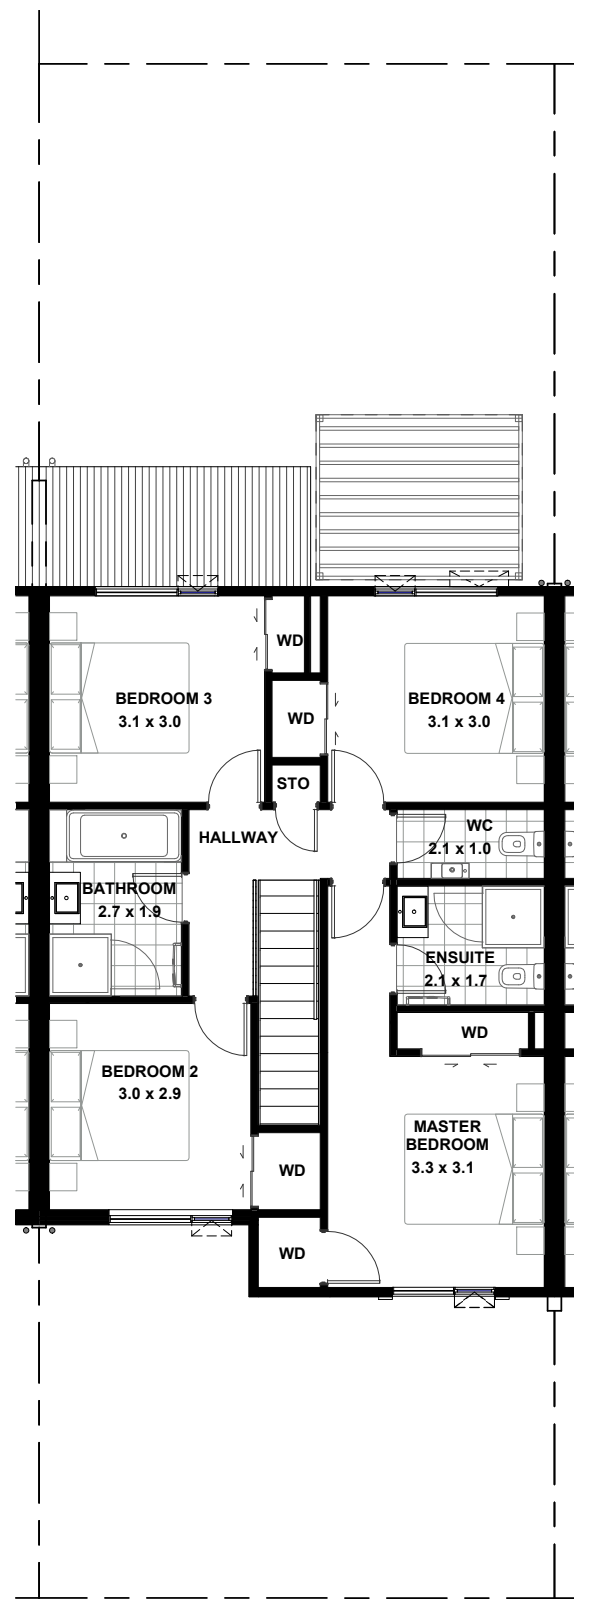 WD
BEDROOM 3
3.1 x 3.0
WD
BEDROOM 4
3.1 x 3.0
STO
HALLWAY
WC
2.1 x 1.0
BATHROOM
2.7 x 1.9
ENSUITE
2.1 x 1.7
WD
BEDROOM 2
3.0 x 2.9
MASTER
BEDROOM
3.3 x 3.1
WD
WD